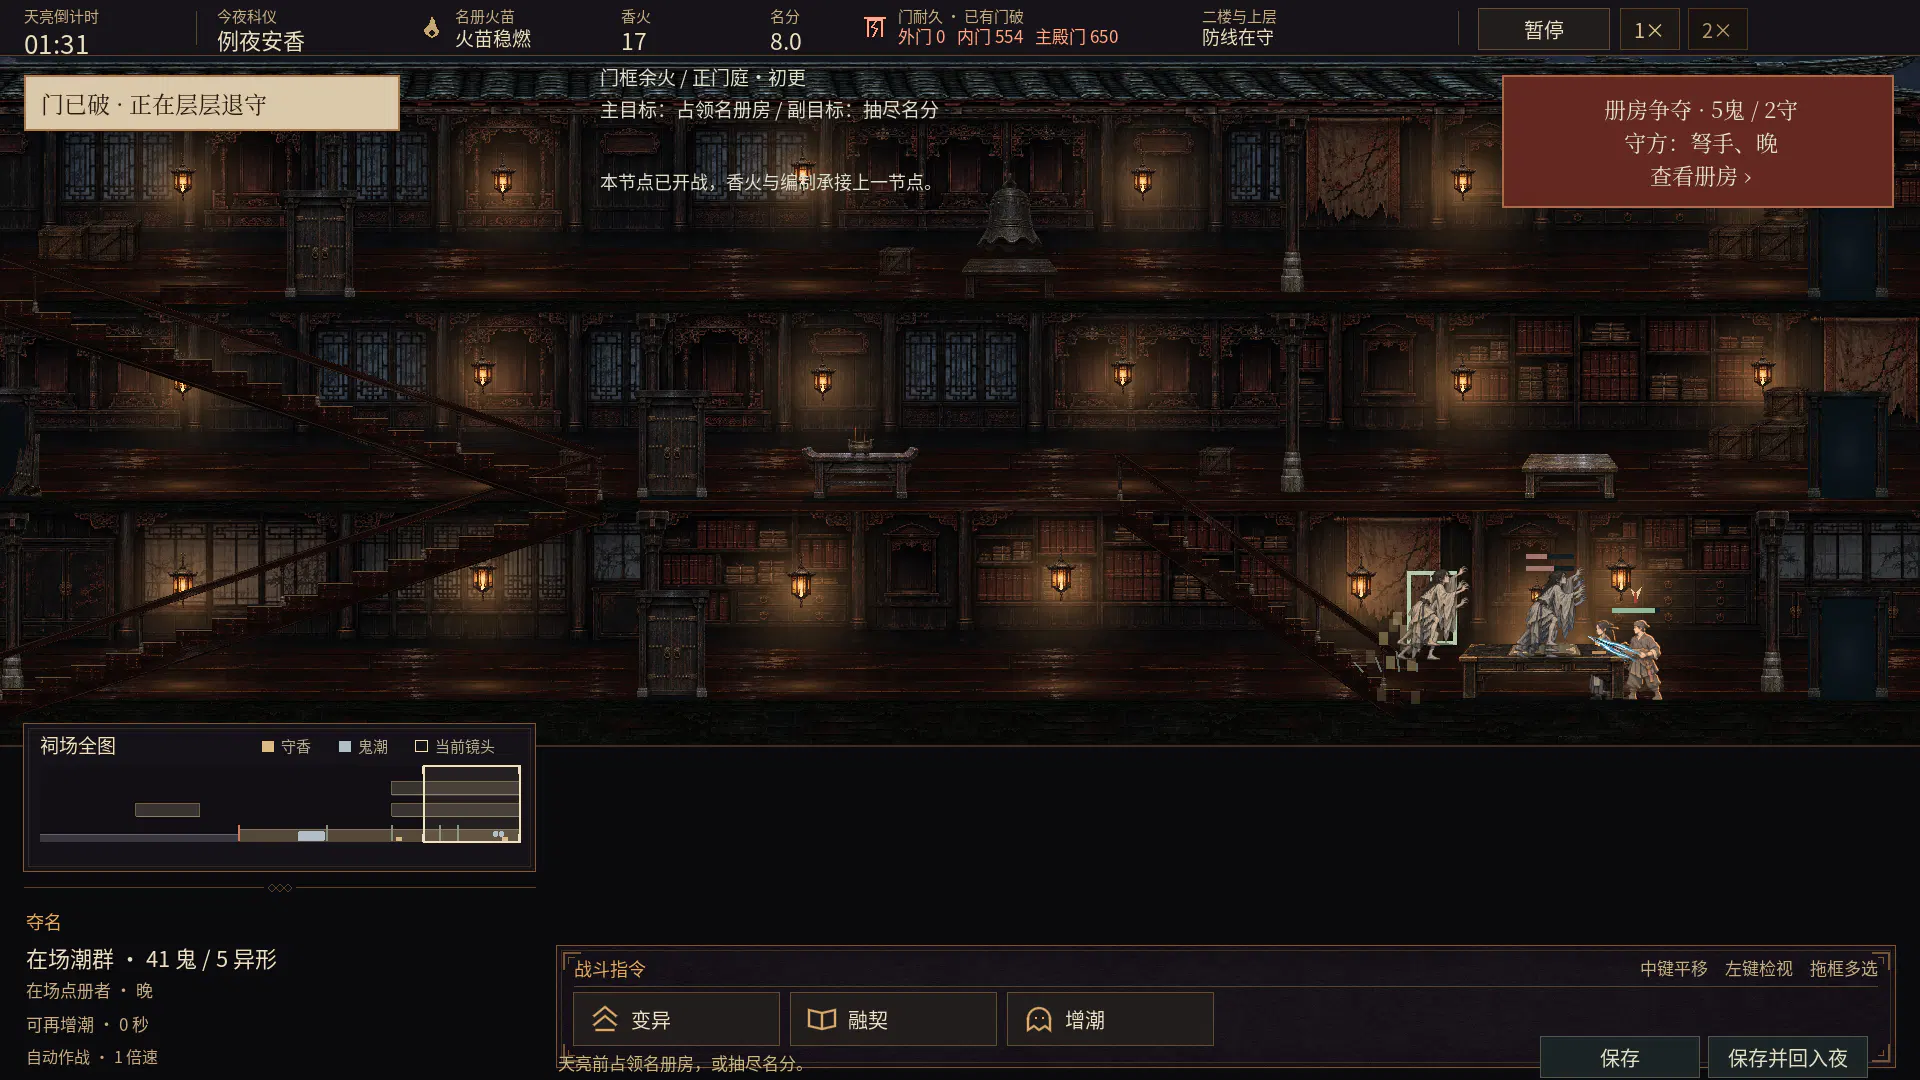 天亮倒计时
01:31
今夜科仪
例夜安香
名册火苗
火苗稳燃
香火
17
名分
8.0
门耐久・已有门破
外门 0 内门 554 主殿门 650
二楼与上层
防线在守
暂停
1×
2×
门已破 · 正在层层退守
门框余火 / 正门庭・初更
主目标：占领名册房 / 副目标：抽尽名分
本节点已开战，香火与编制承接上一节点。
册房争夺 · 5鬼 / 2守
守方：弩手、晚
查看册房 ›
祠场全图
守香
鬼潮
当前镜头
夺名
在场潮群・41 鬼 / 5 异形
在场点册者・晚
可再增潮・0 秒
自动作战・1 倍速
战斗指令
中键平移 左键检视 拖框多选
变异
融契
增潮
天亮前占领名册房，或抽尽名分。
保存
保存并回入夜